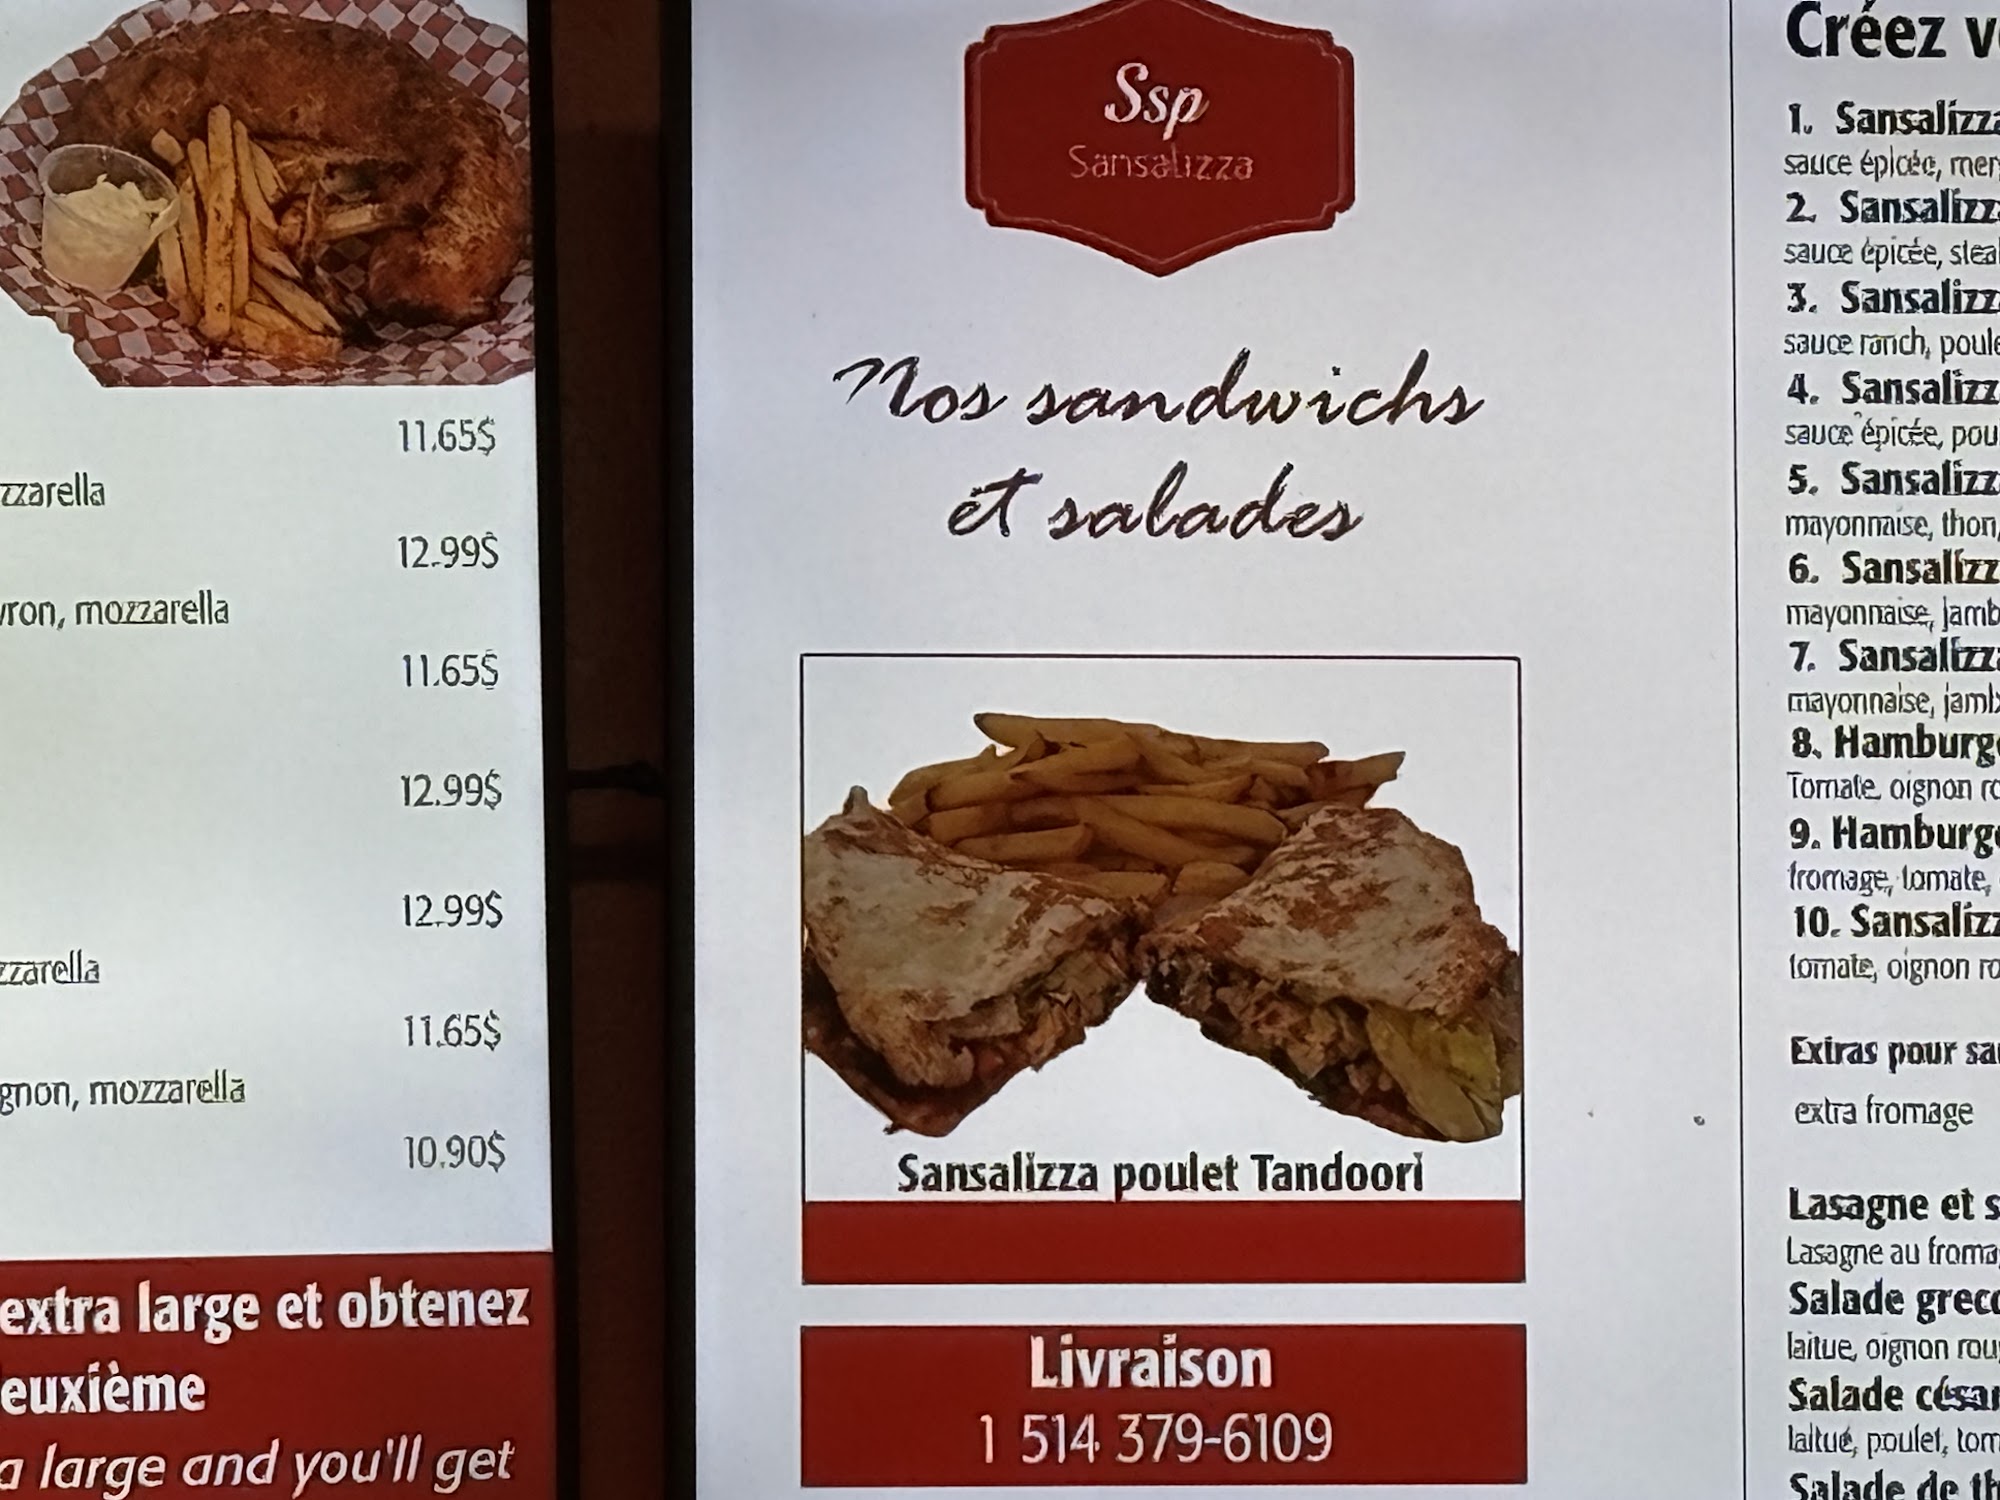 11.65$
zzarella
12.99$
vron, mozzarella
11.65$
12.99$
12.99$
zzarella
11.65$
gnon, mozzarella
10.90$
extra large et obtenez
euxième
a large and you'll get
Ssp
Sansalizza
Nos sandwichs
et salades
Sansalizza poulet Tandoori
Livraison
1 514 379-6109
Créez v
1. Sansalizza
sauce épicée, mer
2. Sansalizz
sauce épicée, stea
3. Sansalizz
sauce ranch, poule
4. Sansalizz
sauce épicée, pou
5. Sansalizz
mayonnaise, thon,
6. Sansalizz
mayonnaise, jamb
7. Sansalizza
mayonnaise, jamb
8. Hamburg
Tomate, oignon ro
9. Hamburg
fromage, tomate,
10. Sansalizz
tomate, oignon ro
Extras pour sa
extra fromage
Lasagne et s
Lasagne au froma
Salade grec
laitue, oignon rou
Salade césar
laitue, poulet, tom
Salade de th